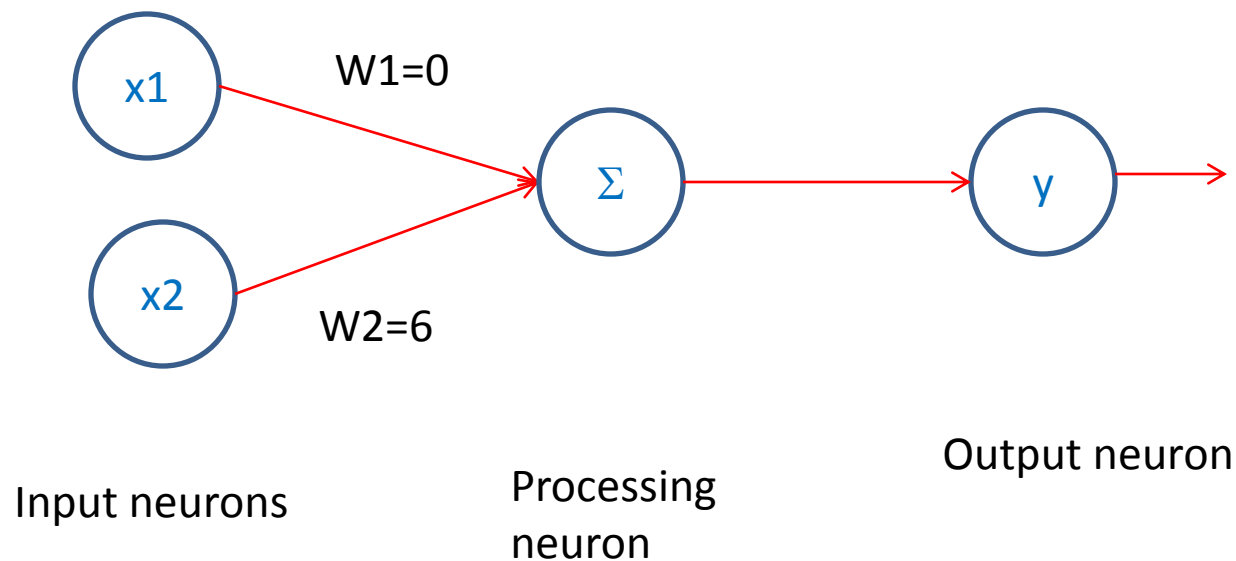 x1
W1=0
Σ
y
x2
W2=6
Input neurons
Processing
neuron
Output neuron